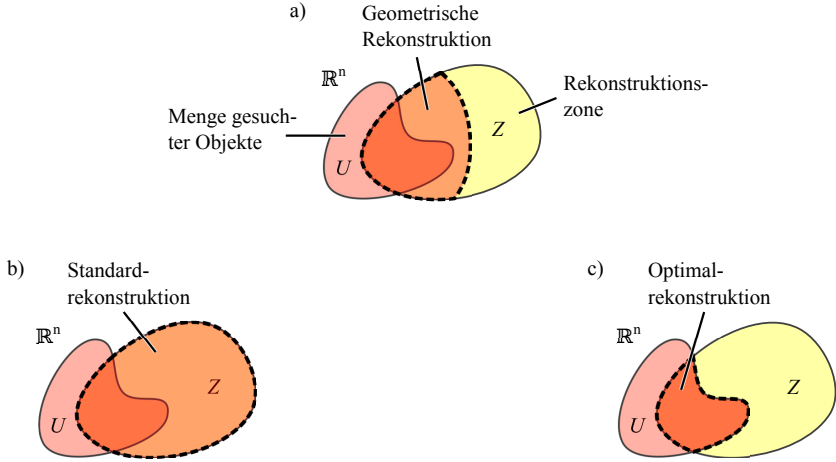 a)
Geometrische
Rekonstruktion
ℝⁿ
Rekonstruktions-
zone
Menge gesuch-
ter Objekte
Z
U
b)
Standard-
rekonstruktion
ℝⁿ
Z
U
c)
Optimal-
rekonstruktion
ℝⁿ
Z
U